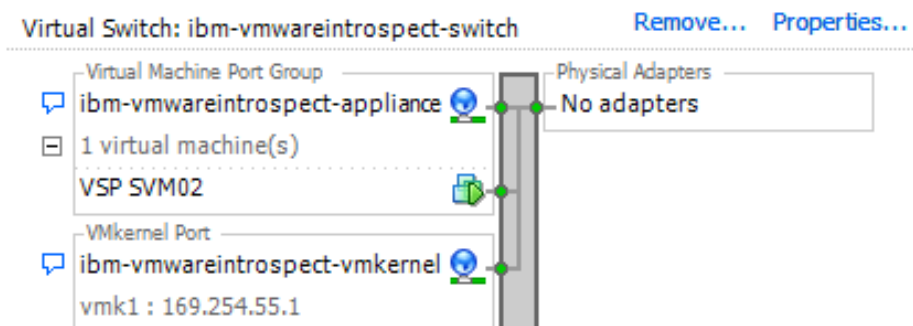 Virtual Switch: ibm-vmwareintrospect-switch Remove... Properties...
Virtual Machine Port Group Physical Adapters
ibm-vmwareintrospect-appliance No adapters
1 virtual machine(s)
VSP SVM02
VMkernel Port
ibm-vmwareintrospect-vmkernel
vmk1 : 169.254.55.1